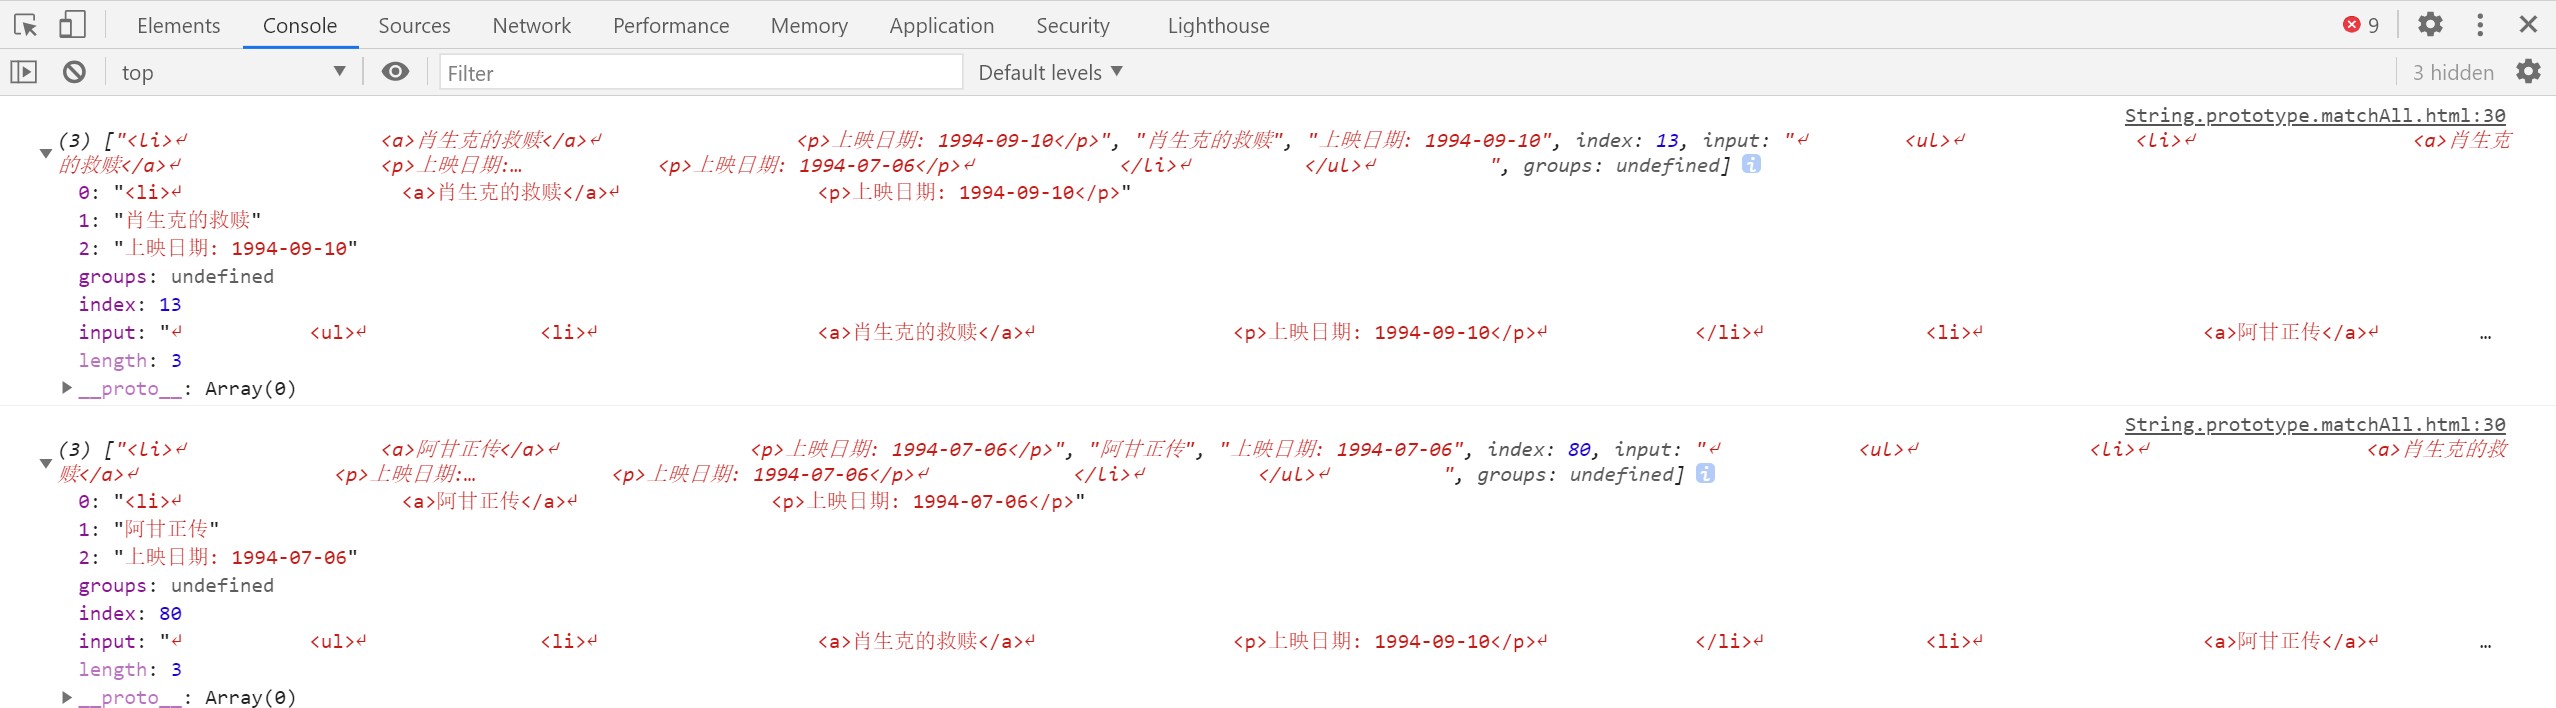 Elements Console Sources Network Performance Memory Application Security Lighthouse 9
top Filter Default levels 3 hidden
String.prototype.matchAll.html:30
(3) ["<li>↵ <a>肖生克的救赎</a>↵ <p>上映日期: 1994-09-10</p>", "肖生克的救赎", "上映日期: 1994-09-10", index: 13, input: "↵ <ul>↵ <li>↵ <a>肖生克
的救赎</a>↵ <p>上映日期:… <p>上映日期: 1994-07-06</p>↵ </li>↵ </ul>↵ ", groups: undefined]
0: "<li>↵ <a>肖生克的救赎</a>↵ <p>上映日期: 1994-09-10</p>"
1: "肖生克的救赎"
2: "上映日期: 1994-09-10"
groups: undefined
index: 13
input: "↵ <ul>↵ <li>↵ <a>肖生克的救赎</a>↵ <p>上映日期: 1994-09-10</p>↵ </li>↵ <li>↵ <a>阿甘正传</a>↵ …
length: 3
__proto__: Array(0)
String.prototype.matchAll.html:30
(3) ["<li>↵ <a>阿甘正传</a>↵ <p>上映日期: 1994-07-06</p>", "阿甘正传", "上映日期: 1994-07-06", index: 80, input: "↵ <ul>↵ <li>↵ <a>肖生克的救
赎</a>↵ <p>上映日期:… <p>上映日期: 1994-07-06</p>↵ </li>↵ </ul>↵ ", groups: undefined]
0: "<li>↵ <a>阿甘正传</a>↵ <p>上映日期: 1994-07-06</p>"
1: "阿甘正传"
2: "上映日期: 1994-07-06"
groups: undefined
index: 80
input: "↵ <ul>↵ <li>↵ <a>肖生克的救赎</a>↵ <p>上映日期: 1994-09-10</p>↵ </li>↵ <li>↵ <a>阿甘正传</a>↵ …
length: 3
__proto__: Array(0)